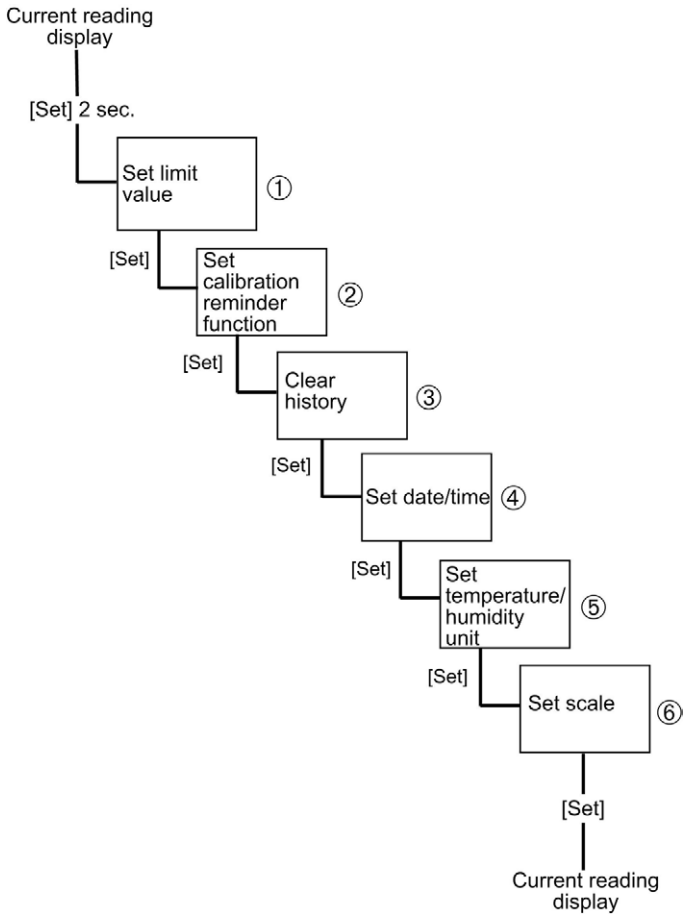 Current reading
display
[Set] 2 sec.
Set limit
value
①
[Set]
Set
calibration
reminder
function
②
[Set]
Clear
history
③
[Set]
Set date/time
④
[Set]
Set
temperature/
humidity
unit
⑤
[Set]
Set scale
⑥
[Set]
Current reading
display